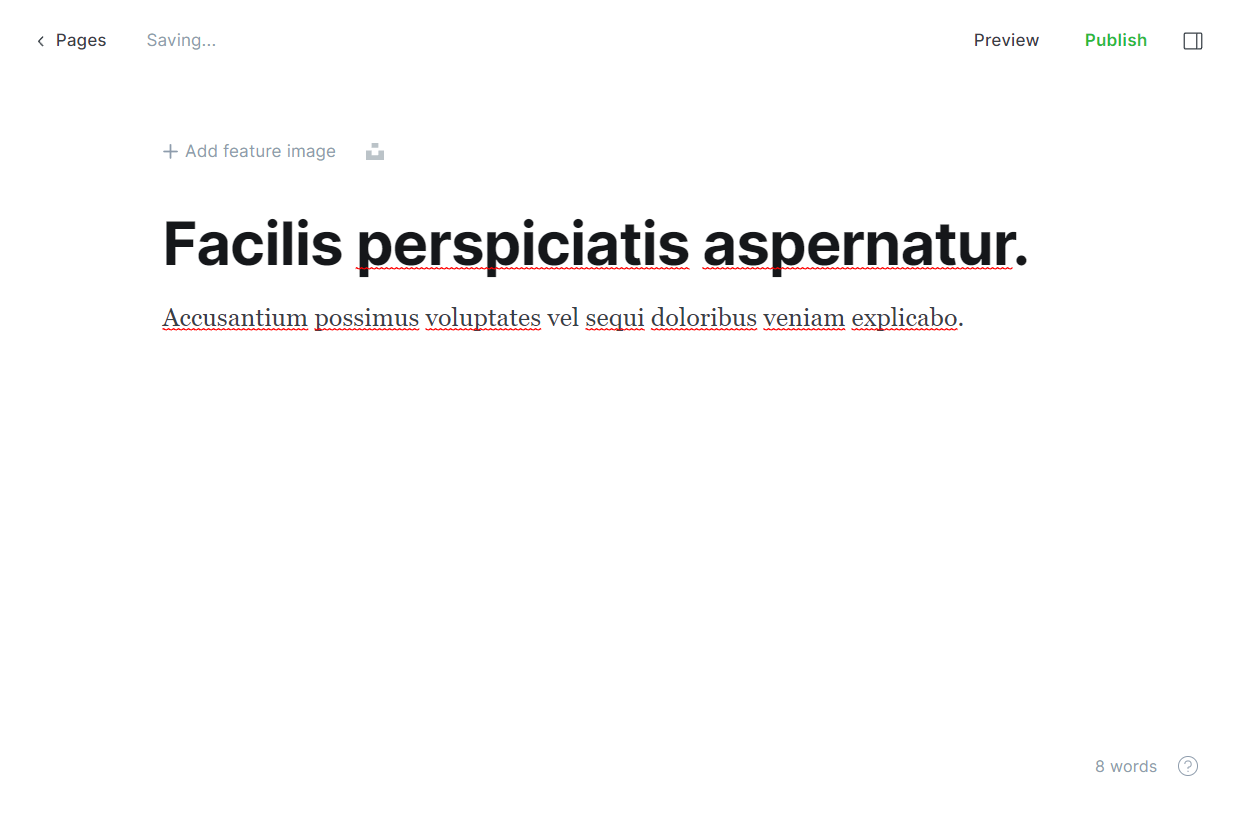 Pages Saving... Preview Publish
Add feature image
Facilis perspiciatis aspernatur.
Accusantium possimus voluptates vel sequi doloribus veniam explicabo.
8 words ?